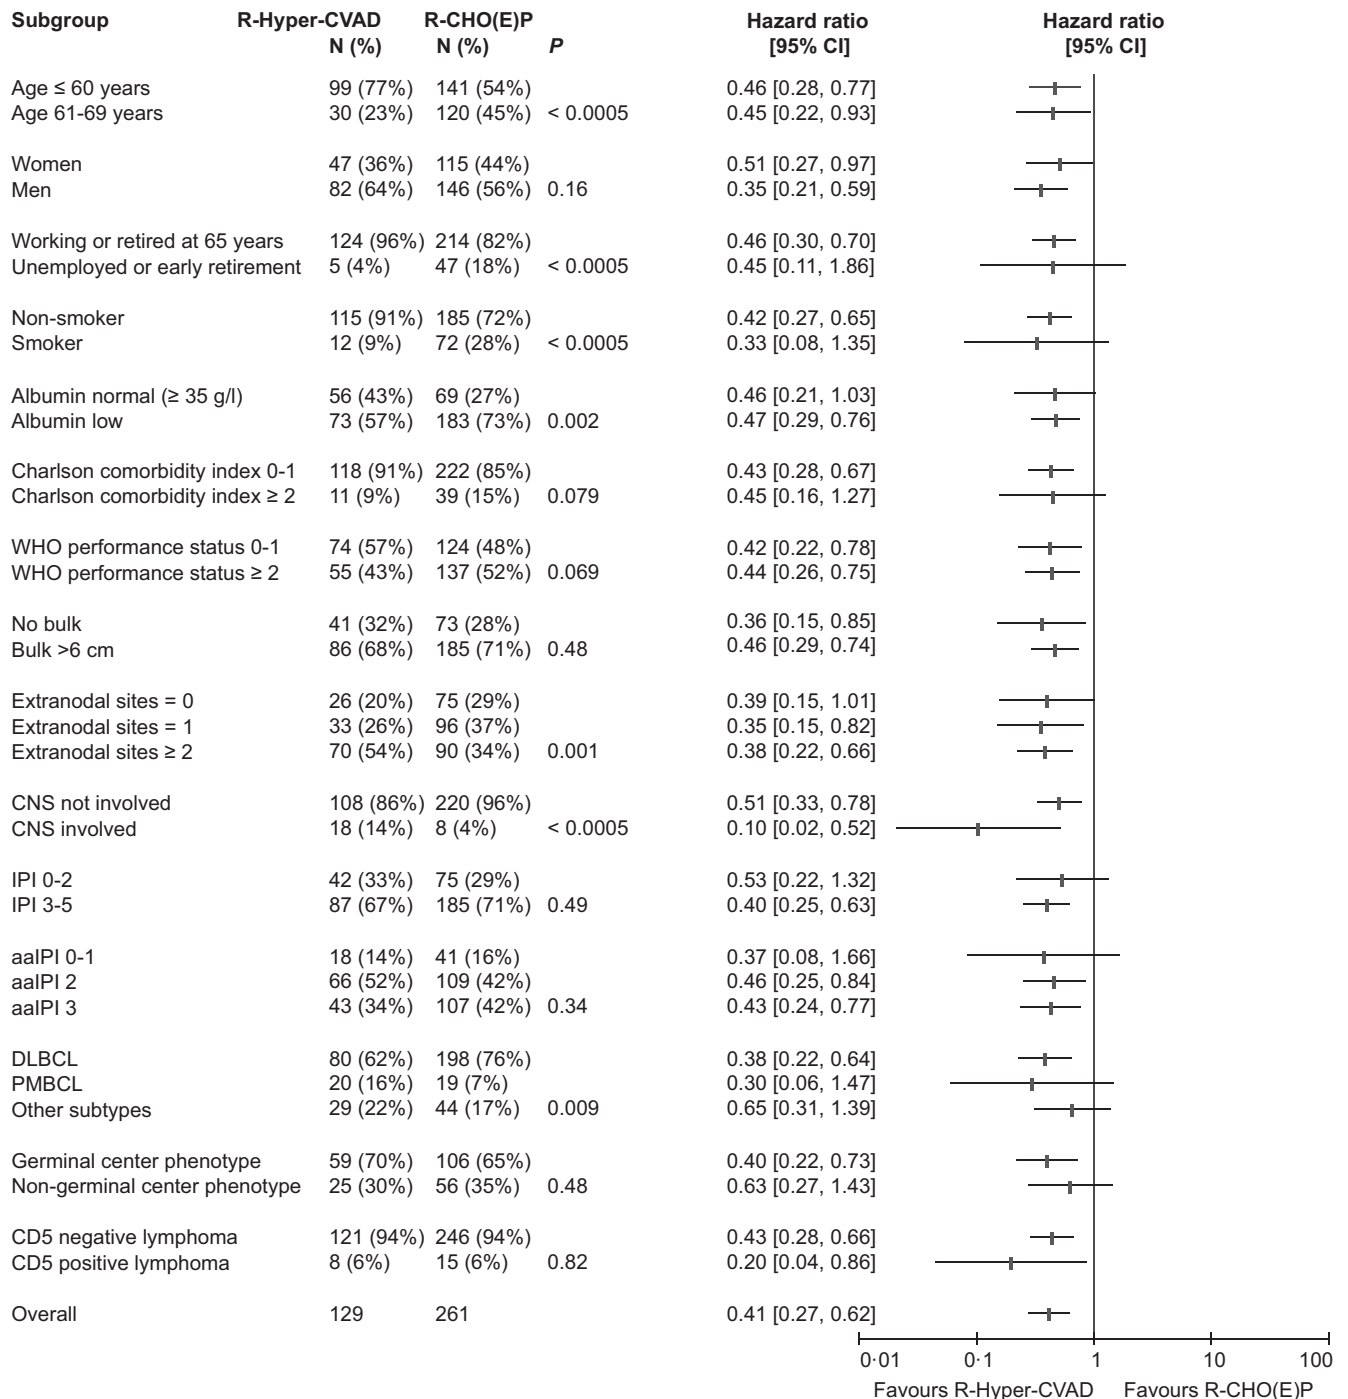 Subgroup R-Hyper-CVAD R-CHO(E)P Hazard ratio Hazard ratio
N (%) N (%) P [95% CI] [95% CI]
Age ≤ 60 years 99 (77%) 141 (54%) 0.46 [0.28, 0.77]
Age 61-69 years 30 (23%) 120 (45%) < 0.0005 0.45 [0.22, 0.93]
Women 47 (36%) 115 (44%) 0.51 [0.27, 0.97]
Men 82 (64%) 146 (56%) 0.16 0.35 [0.21, 0.59]
Working or retired at 65 years 124 (96%) 214 (82%) 0.46 [0.30, 0.70]
Unemployed or early retirement 5 (4%) 47 (18%) < 0.0005 0.45 [0.11, 1.86]
Non-smoker 115 (91%) 185 (72%) 0.42 [0.27, 0.65]
Smoker 12 (9%) 72 (28%) < 0.0005 0.33 [0.08, 1.35]
Albumin normal (≥ 35 g/l) 56 (43%) 69 (27%) 0.46 [0.21, 1.03]
Albumin low 73 (57%) 183 (73%) 0.002 0.47 [0.29, 0.76]
Charlson comorbidity index 0-1 118 (91%) 222 (85%) 0.43 [0.28, 0.67]
Charlson comorbidity index ≥ 2 11 (9%) 39 (15%) 0.079 0.45 [0.16, 1.27]
WHO performance status 0-1 74 (57%) 124 (48%) 0.42 [0.22, 0.78]
WHO performance status ≥ 2 55 (43%) 137 (52%) 0.069 0.44 [0.26, 0.75]
No bulk 41 (32%) 73 (28%) 0.36 [0.15, 0.85]
Bulk >6 cm 86 (68%) 185 (71%) 0.48 0.46 [0.29, 0.74]
Extranodal sites = 0 26 (20%) 75 (29%) 0.39 [0.15, 1.01]
Extranodal sites = 1 33 (26%) 96 (37%) 0.35 [0.15, 0.82]
Extranodal sites ≥ 2 70 (54%) 90 (34%) 0.001 0.38 [0.22, 0.66]
CNS not involved 108 (86%) 220 (96%) 0.51 [0.33, 0.78]
CNS involved 18 (14%) 8 (4%) < 0.0005 0.10 [0.02, 0.52]
IPI 0-2 42 (33%) 75 (29%) 0.53 [0.22, 1.32]
IPI 3-5 87 (67%) 185 (71%) 0.49 0.40 [0.25, 0.63]
aaIPI 0-1 18 (14%) 41 (16%) 0.37 [0.08, 1.66]
aaIPI 2 66 (52%) 109 (42%) 0.46 [0.25, 0.84]
aaIPI 3 43 (34%) 107 (42%) 0.34 0.43 [0.24, 0.77]
DLBCL 80 (62%) 198 (76%) 0.38 [0.22, 0.64]
PMBCL 20 (16%) 19 (7%) 0.30 [0.06, 1.47]
Other subtypes 29 (22%) 44 (17%) 0.009 0.65 [0.31, 1.39]
Germinal center phenotype 59 (70%) 106 (65%) 0.40 [0.22, 0.73]
Non-germinal center phenotype 25 (30%) 56 (35%) 0.48 0.63 [0.27, 1.43]
CD5 negative lymphoma 121 (94%) 246 (94%) 0.43 [0.28, 0.66]
CD5 positive lymphoma 8 (6%) 15 (6%) 0.82 0.20 [0.04, 0.86]
Overall 129 261 0.41 [0.27, 0.62]
0·01 0·1 1 10 100
Favours R-Hyper-CVAD Favours R-CHO(E)P